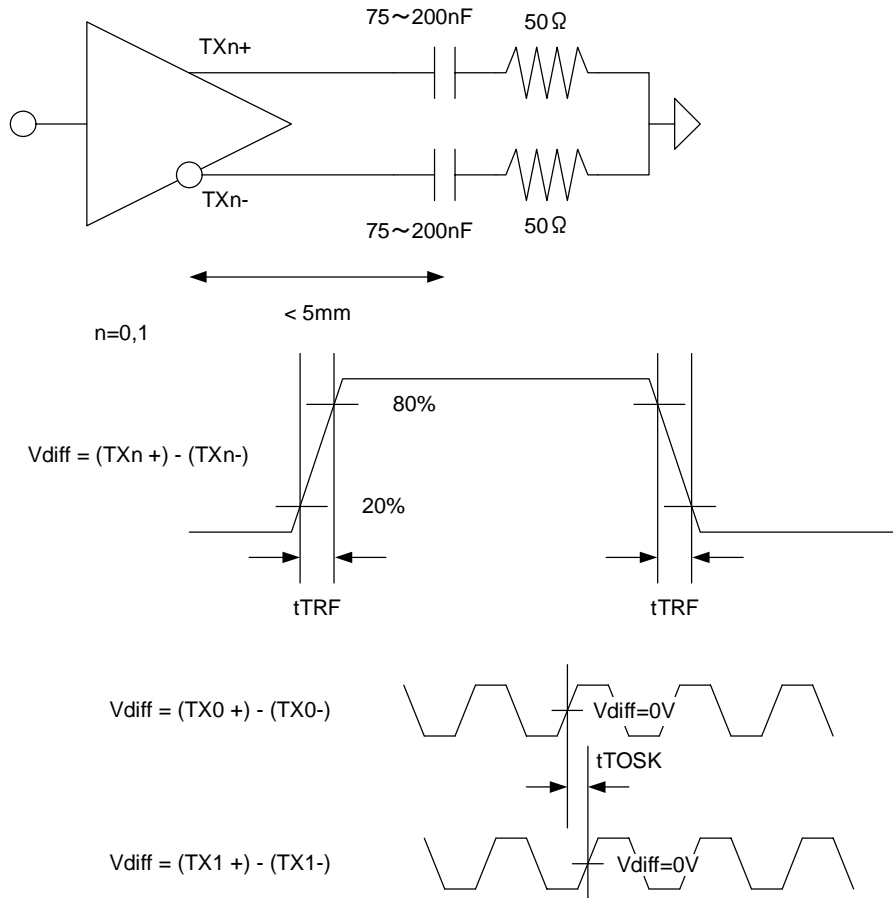 75～200nF
50Ω
TXn+
TXn-
75～200nF
50Ω
< 5mm
n=0,1
80%
Vdiff = (TXn +) - (TXn-)
20%
tTRF
tTRF
Vdiff = (TX0 +) - (TX0-)
Vdiff=0V
tTOSK
Vdiff = (TX1 +) - (TX1-)
Vdiff=0V